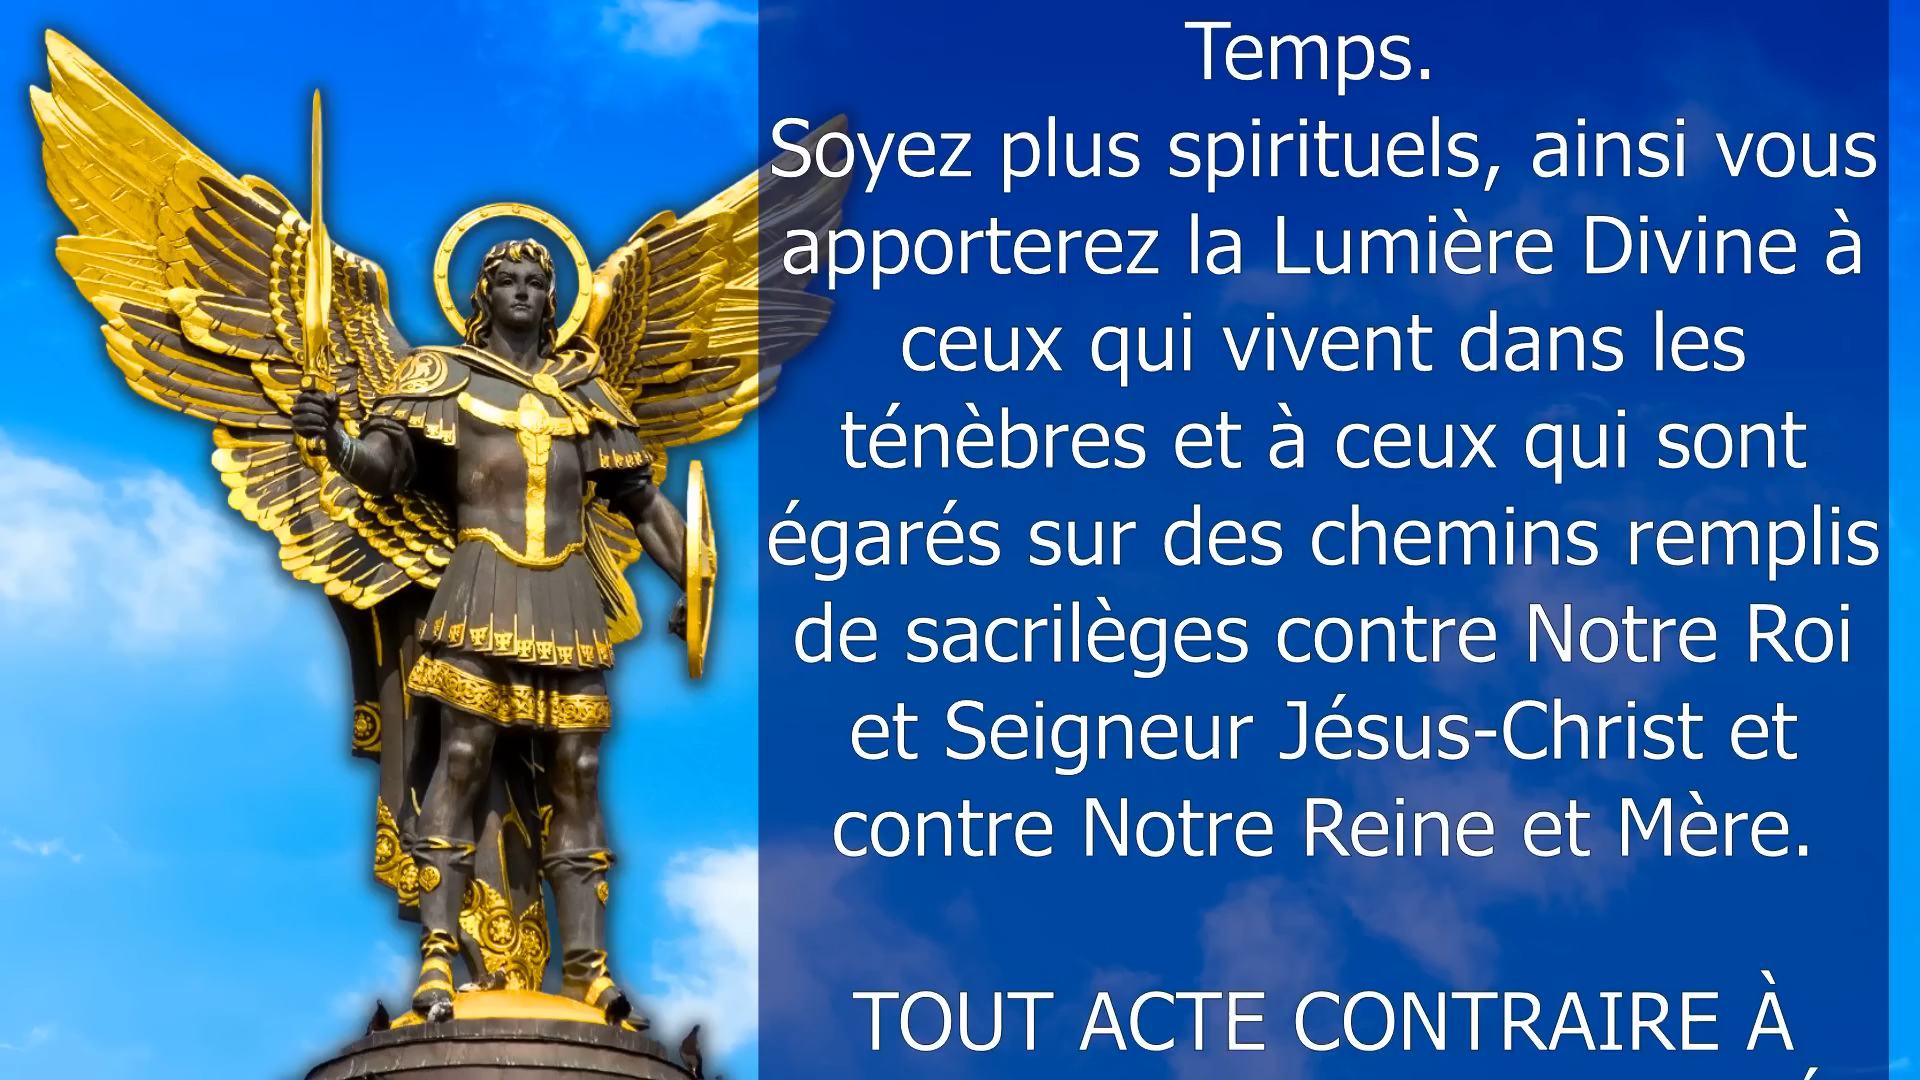 Temps.
Soyez plus spirituels, ainsi vous
apporterez la Lumière Divine à
ceux qui vivent dans les
ténèbres et à ceux qui sont
égarés sur des chemins remplis
de sacrilèges contre Notre Roi
et Seigneur Jésus-Christ et
contre Notre Reine et Mère.
TOUT ACTE CONTRAIRE À